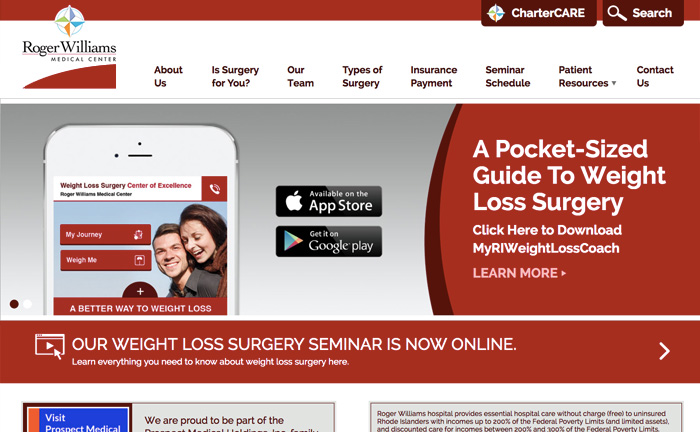 CharterCARE
Search
Roger Williams
MEDICAL CENTER
About
Us
Is Surgery
for You?
Our
Team
Types of
Surgery
Insurance
Payment
Seminar
Schedule
Patient
Resources
Contact
Us
Weight Loss Surgery Center of Excellence
Roger Williams Medical Center
My Journey
Weigh Me
A BETTER WAY TO WEIGHT LOSS
Available on the
App Store
Get it on
Google play
A Pocket-Sized
Guide To Weight
Loss Surgery
Click Here to Download
MyRIWeightLossCoach
LEARN MORE
OUR WEIGHT LOSS SURGERY SEMINAR IS NOW ONLINE.
Learn everything you need to know about weight loss surgery here.
Visit
Prospect Medical
We are proud to be part of the
Prospect Medical Holdings, Inc. family
Roger Williams hospital provides essential hospital care without charge (free) to uninsured
Rhode Islanders with incomes up to 200% of the Federal Poverty Limits (and limited assets),
and discounted care for incomes between 200% and 300% of the Federal Poverty Limits.